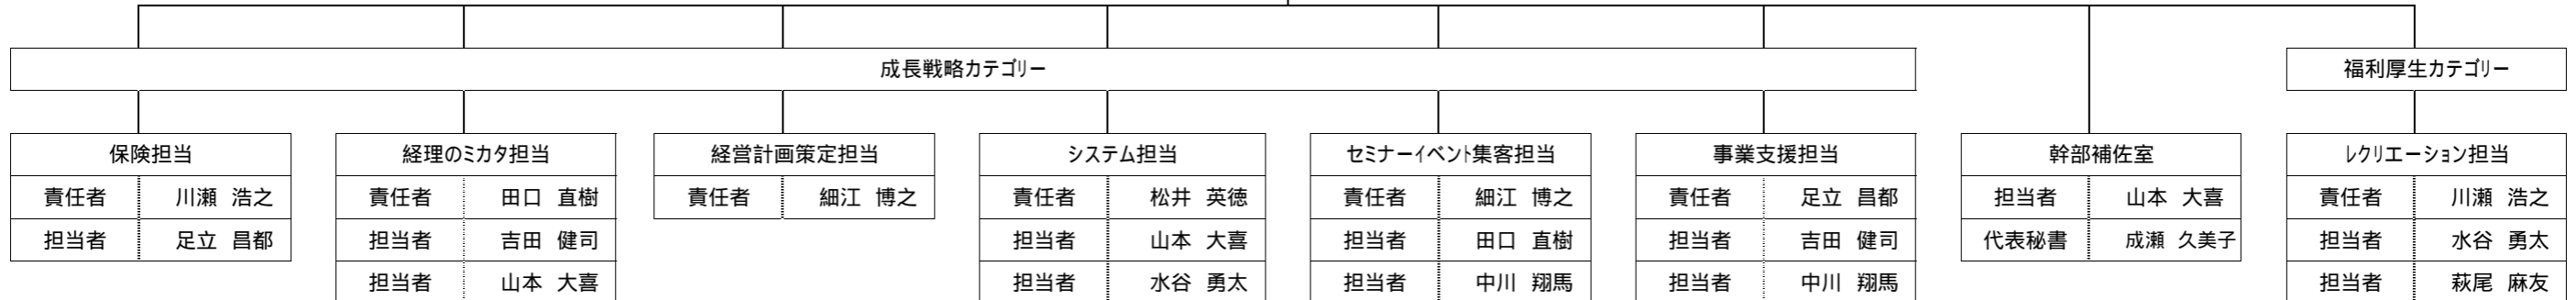 成長戦略カテゴリー 福利厚生カテゴリー
保険担当 経理のミカタ担当 経営計画策定担当 システム担当 セミナーイベント集客担当 事業支援担当 幹部補佐室 レクリエーション担当
責任者 川瀬 浩之 責任者 田口 直樹 責任者 細江 博之 責任者 松井 英徳 責任者 細江 博之 責任者 足立 昌都 担当者 山本 大喜 責任者 川瀬 浩之
担当者 足立 昌都 担当者 吉田 健司 担当者 山本 大喜 担当者 田口 直樹 担当者 吉田 健司 代表秘書 成瀬 久美子 担当者 水谷 勇太
担当者 山本 大喜 担当者 水谷 勇太 担当者 中川 翔馬 担当者 中川 翔馬 担当者 萩尾 麻友